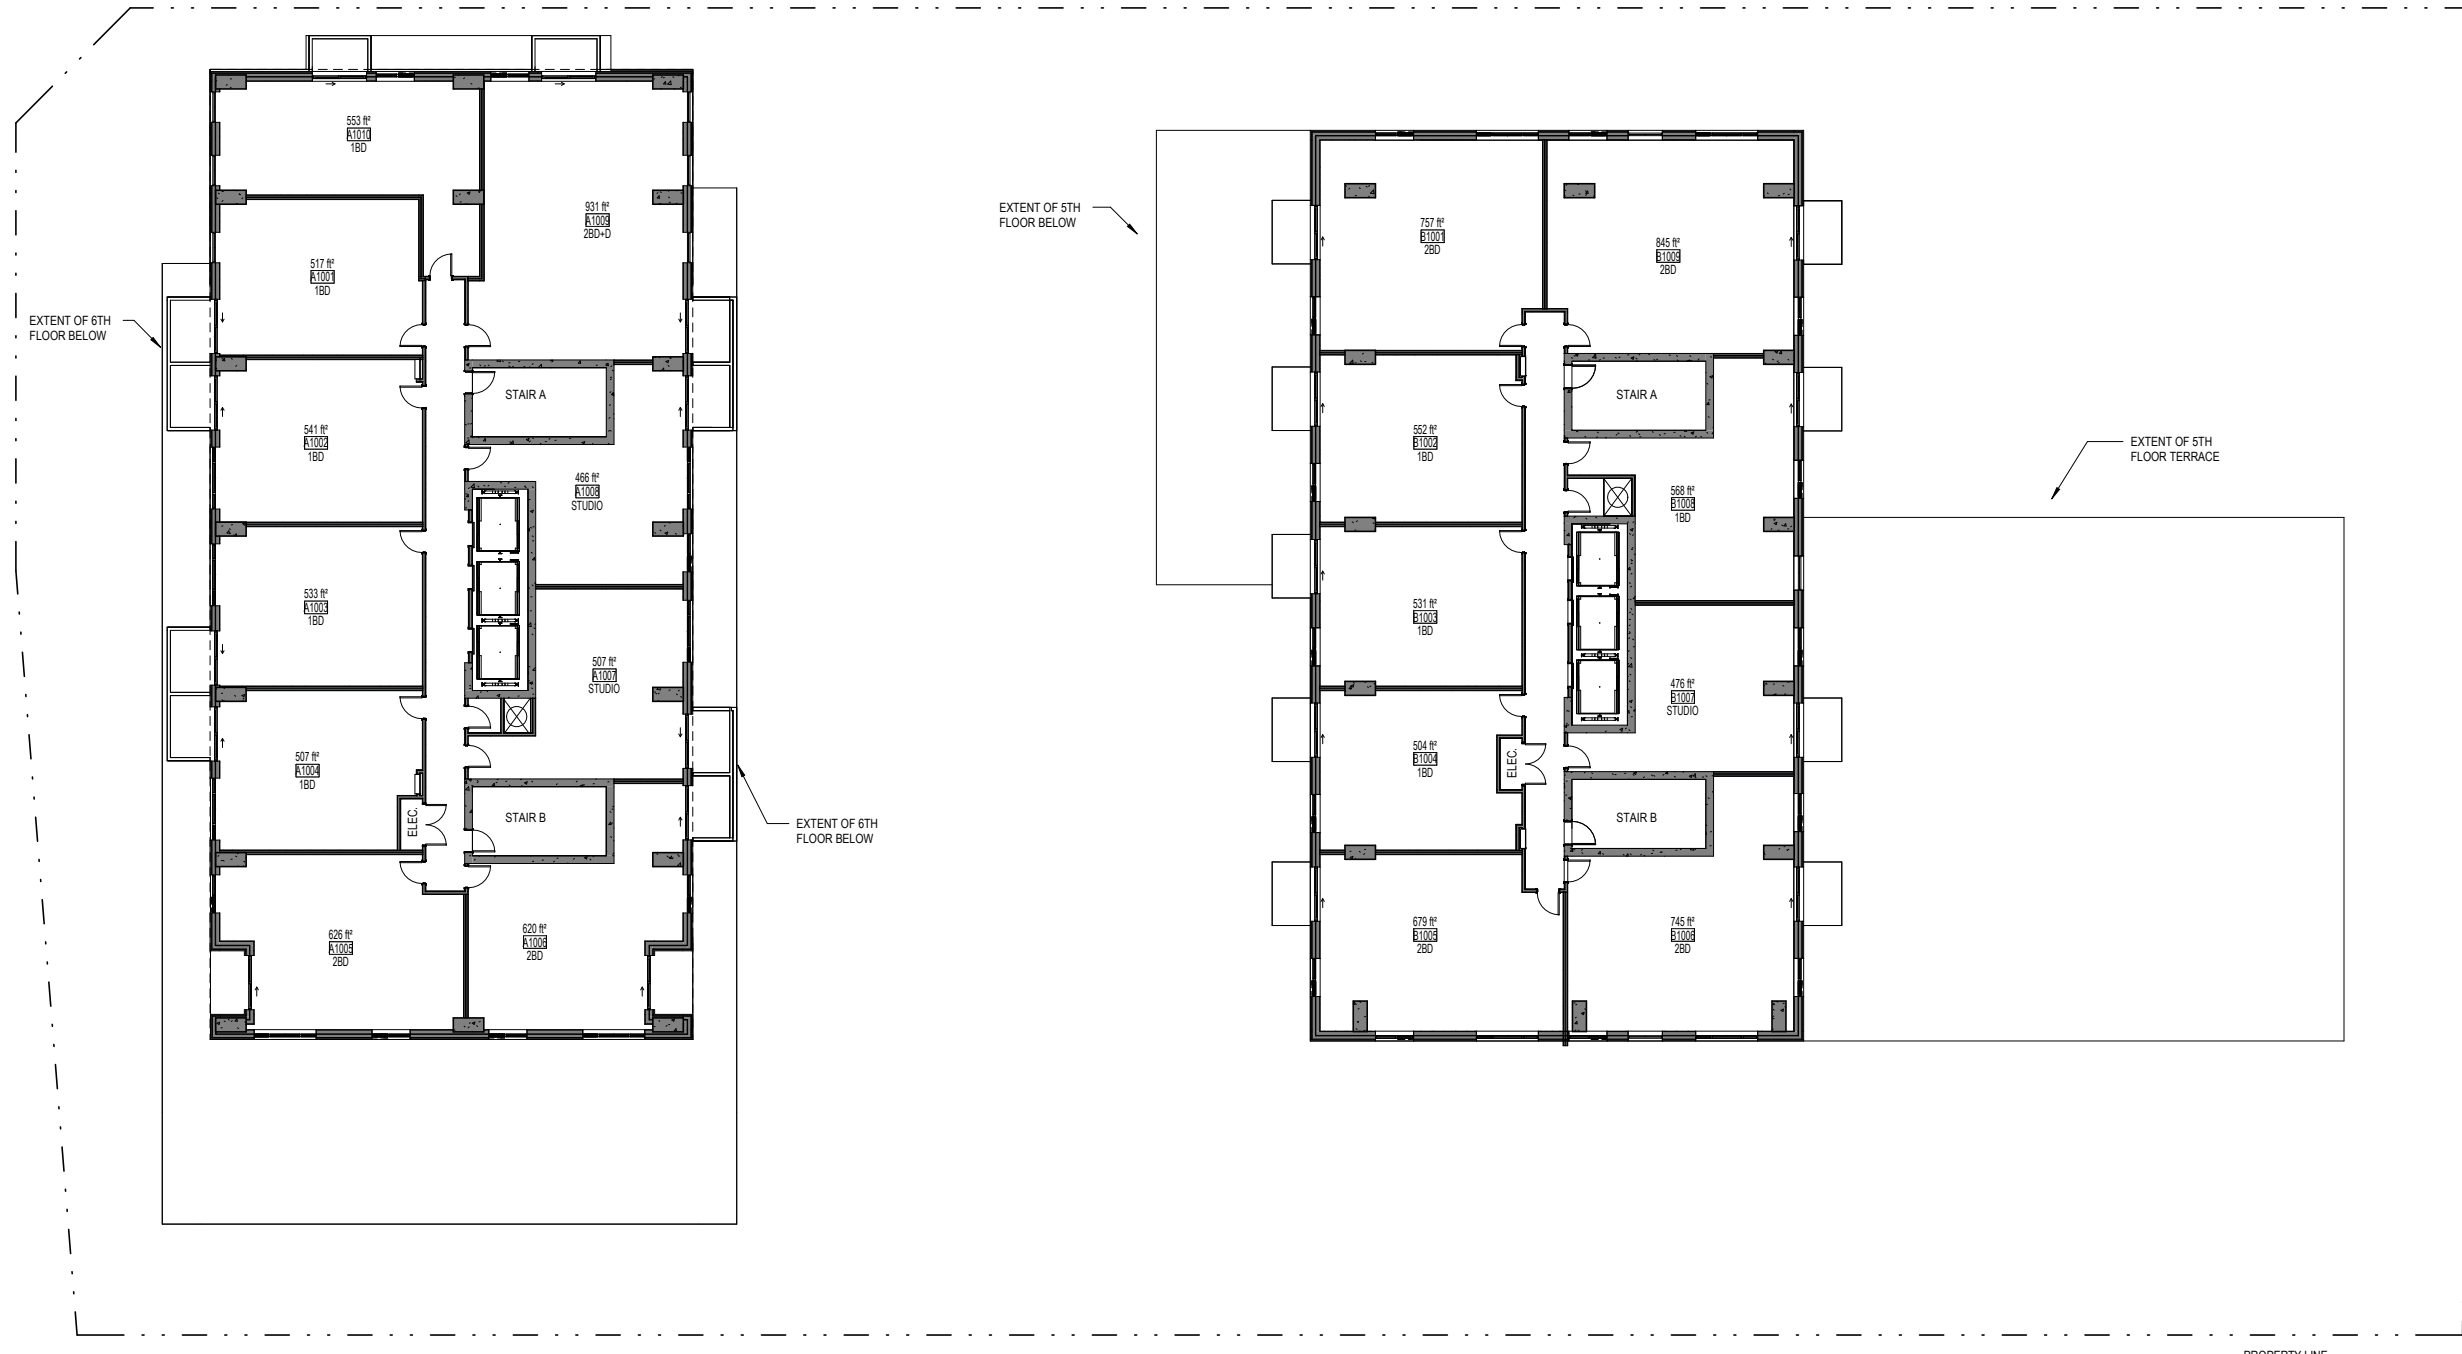 553 ft²
A1010
1BD
931 ft²
A1009
2BD+D
517 ft²
A1001
1BD
EXTENT OF 6TH
FLOOR BELOW
STAIR A
541 ft²
A1002
1BD
466 ft²
A1008
STUDIO
533 ft²
A1003
1BD
507 ft²
A1007
STUDIO
507 ft²
A1004
1BD
ELEC.
STAIR B
EXTENT OF 6TH
FLOOR BELOW
626 ft²
A1005
2BD
620 ft²
A1006
2BD
EXTENT OF 5TH
FLOOR BELOW
757 ft²
B1001
2BD
845 ft²
B1009
2BD
STAIR A
552 ft²
B1002
1BD
EXTENT OF 5TH
FLOOR TERRACE
568 ft²
B1008
1BD
531 ft²
B1003
1BD
476 ft²
B1007
STUDIO
504 ft²
B1004
1BD
ELEC.
STAIR B
679 ft²
B1005
2BD
745 ft²
B1006
2BD
PROPERTY LINE